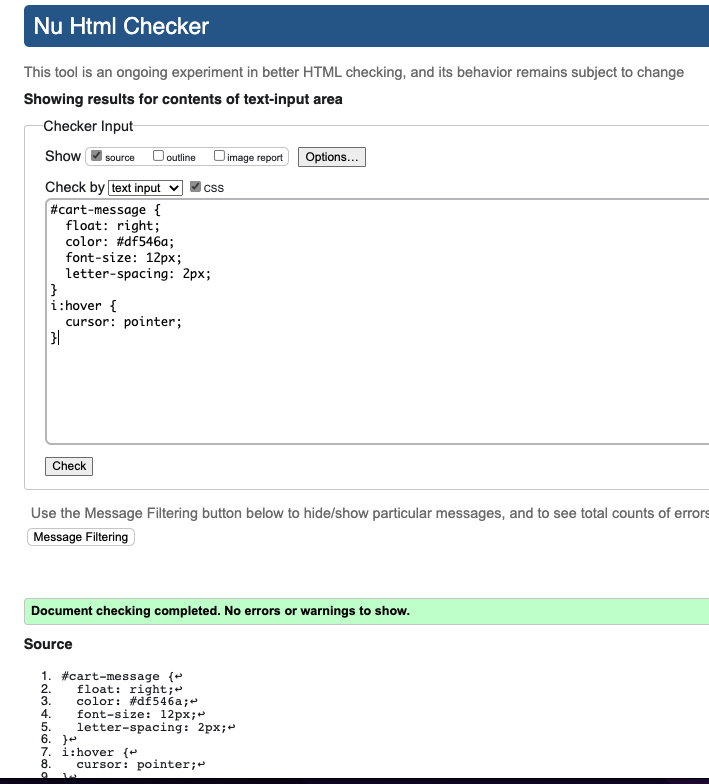 Nu Html Checker
This tool is an ongoing experiment in better HTML checking, and its behavior remains subject to change
Showing results for contents of text-input area
Checker Input
Show source outline image report Options...
Check by text input CSS
#cart-message {
  float: right;
  color: #df546a;
  font-size: 12px;
  letter-spacing: 2px;
}
i:hover {
  cursor: pointer;
}
Check
Use the Message Filtering button below to hide/show particular messages, and to see total counts of errors
Message Filtering
Document checking completed. No errors or warnings to show.
Source
1. #cart-message {↩
2.   float: right;↩
3.   color: #df546a;↩
4.   font-size: 12px;↩
5.   letter-spacing: 2px;↩
6. }↩
7. i:hover {↩
8.   cursor: pointer;↩
9. }↩